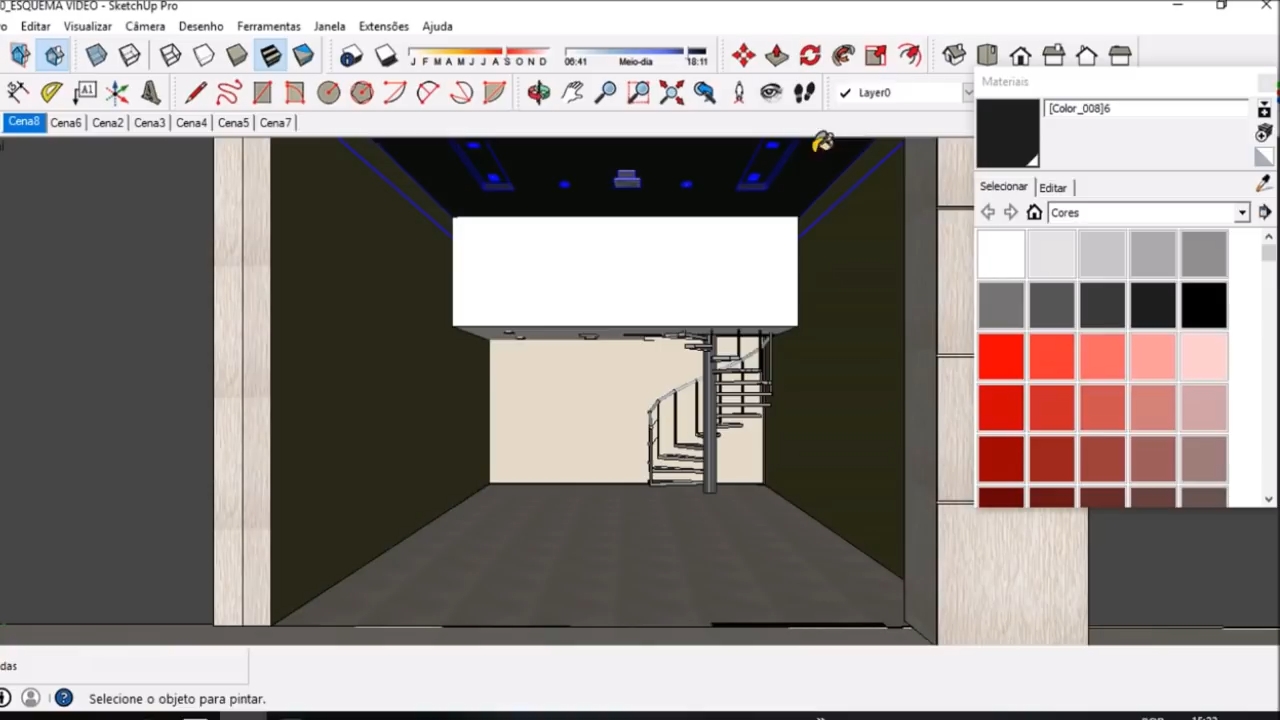 0_ESQUEMA VIDEO - SketchUp Pro
Editar Visualizar Câmera Desenho Ferramentas Janela Extensões Ajuda
J F M A M J J A S O N D 06:41 Meio-dia 18:11
A1 Layer0
Cena8 Cena6 Cena2 Cena3 Cena4 Cena5 Cena7
Materiais
[Color_008]6
Selecionar Editar
Cores
das
Selecione o objeto para pintar.